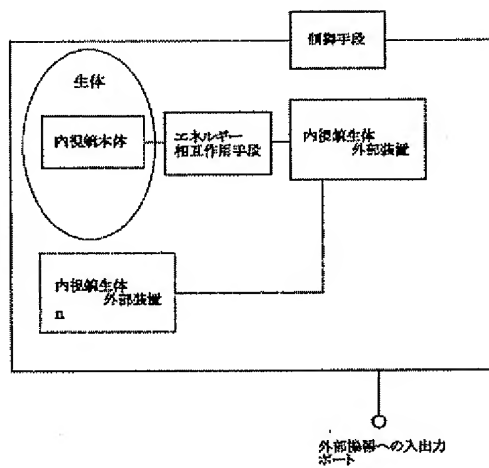 制御手段
生体
内視鏡本体
エネルギー
相互作用手段
内視鏡生体
外部装置
内視鏡生体
外部装置
n
外部機器への入出力
ポート